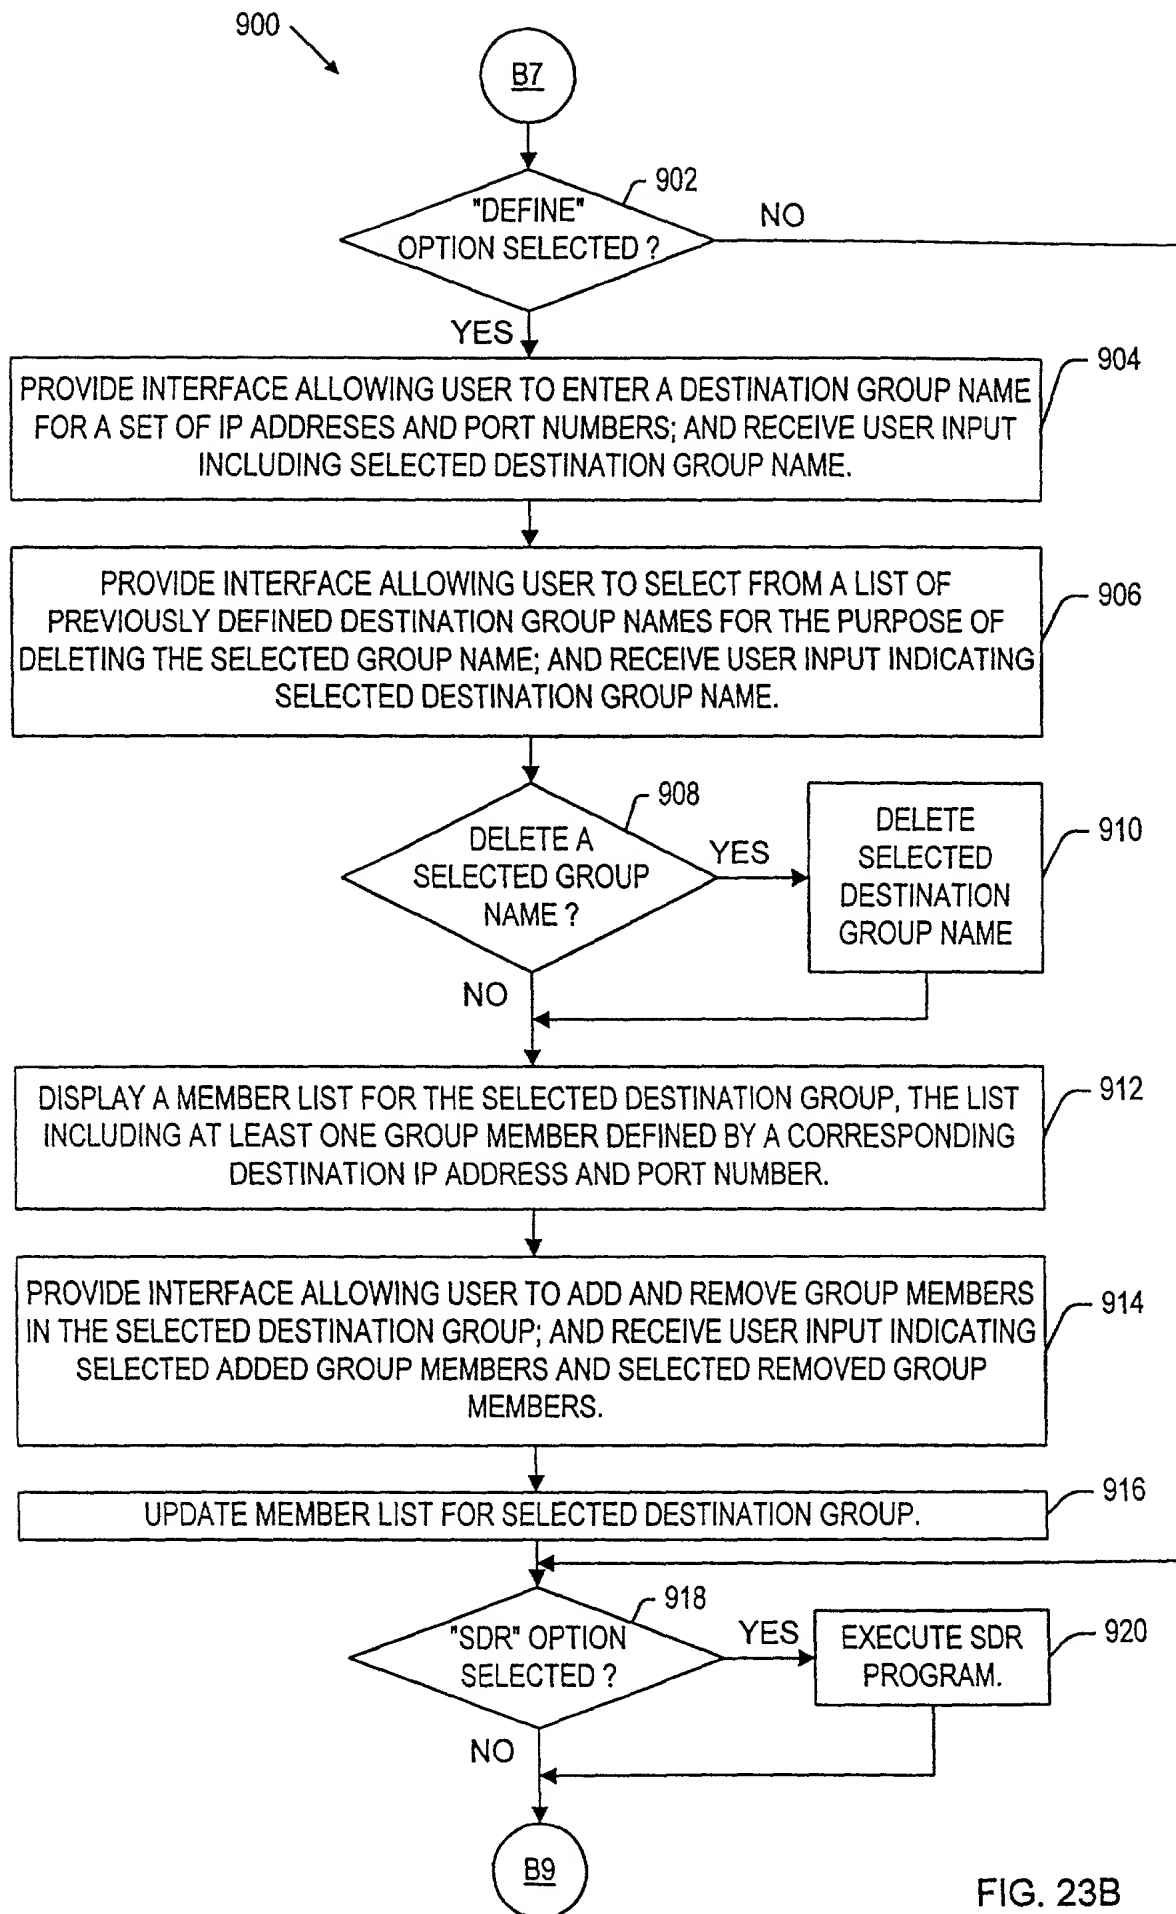 900
B7
902
"DEFINE"
OPTION SELECTED ?
NO
YES
904
PROVIDE INTERFACE ALLOWING USER TO ENTER A DESTINATION GROUP NAME
FOR A SET OF IP ADDRESES AND PORT NUMBERS; AND RECEIVE USER INPUT
INCLUDING SELECTED DESTINATION GROUP NAME.
906
PROVIDE INTERFACE ALLOWING USER TO SELECT FROM A LIST OF
PREVIOUSLY DEFINED DESTINATION GROUP NAMES FOR THE PURPOSE OF
DELETING THE SELECTED GROUP NAME; AND RECEIVE USER INPUT INDICATING
SELECTED DESTINATION GROUP NAME.
908
DELETE A
SELECTED GROUP
NAME ?
YES
DELETE
SELECTED
DESTINATION
GROUP NAME
910
NO
912
DISPLAY A MEMBER LIST FOR THE SELECTED DESTINATION GROUP, THE LIST
INCLUDING AT LEAST ONE GROUP MEMBER DEFINED BY A CORRESPONDING
DESTINATION IP ADDRESS AND PORT NUMBER.
914
PROVIDE INTERFACE ALLOWING USER TO ADD AND REMOVE GROUP MEMBERS
IN THE SELECTED DESTINATION GROUP; AND RECEIVE USER INPUT INDICATING
SELECTED ADDED GROUP MEMBERS AND SELECTED REMOVED GROUP
MEMBERS.
916
UPDATE MEMBER LIST FOR SELECTED DESTINATION GROUP.
918
"SDR" OPTION
SELECTED ?
YES
EXECUTE SDR
PROGRAM.
920
NO
B9
FIG. 23B